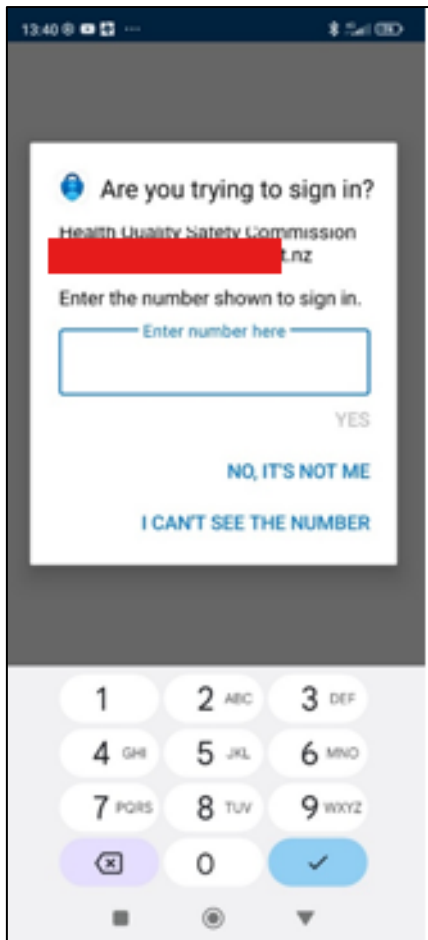 13:40
Are you trying to sign in?
Health Quality Safety Commission
t.nz
Enter the number shown to sign in.
Enter number here
YES
NO, IT'S NOT ME
I CAN'T SEE THE NUMBER
1 2 ABC 3 DEF
4 GHI 5 JKL 6 MNO
7 PQRS 8 TUV 9 WXYZ
0